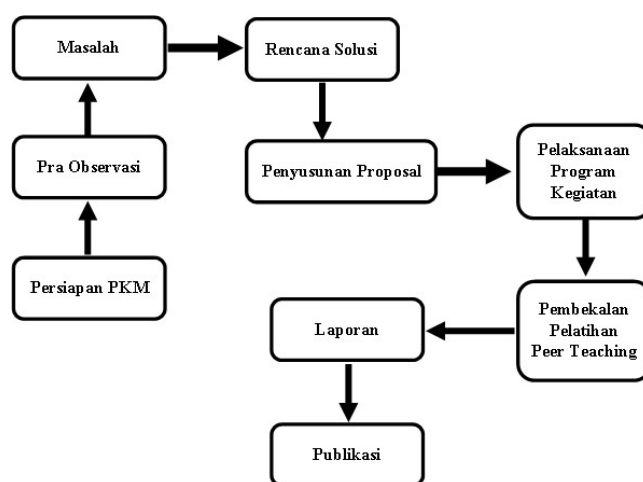 Masalah
Rencana Solusi
Pra Observasi
Penyusunan Proposal
Pelaksanaan
Program
Kegiatan
Persiapan PKM
Laporan
Pembekalan
Pelatihan
Peer Teaching
Publikasi